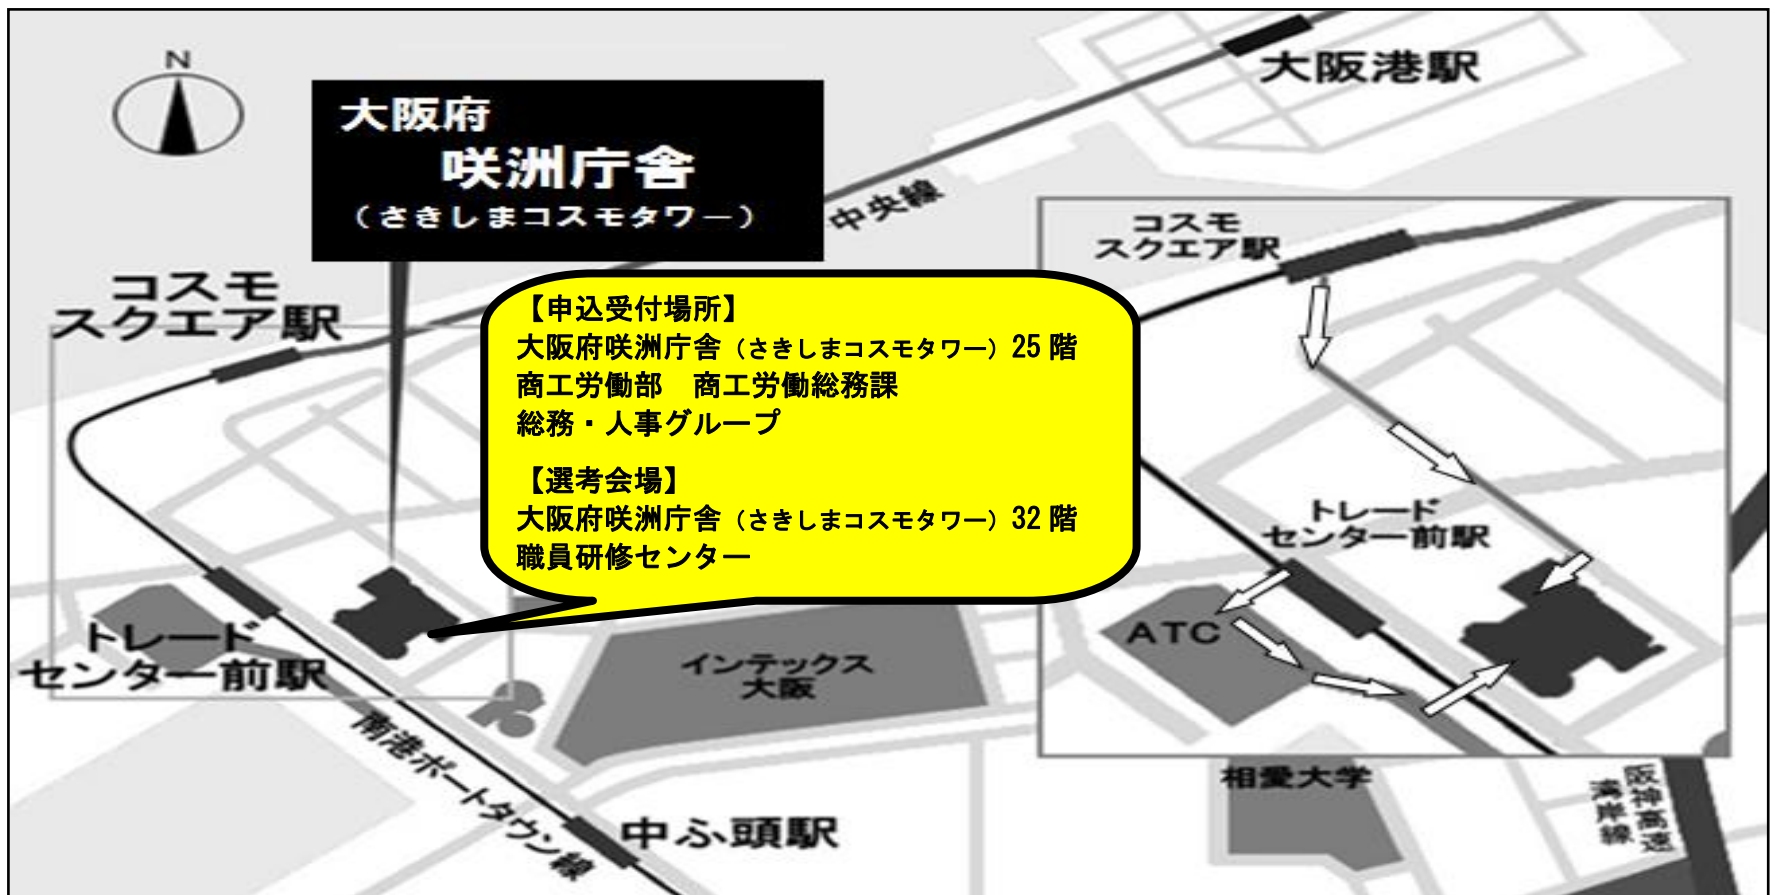 N
大阪府
咲洲庁舎
（さきしまコスモタワー）
大阪港駅
中央線
コスモ
スクエア駅
【申込受付場所】
大阪府咲洲庁舎（さきしまコスモタワー）25階
商工労働部　商工労働総務課
総務・人事グループ
【選考会場】
大阪府咲洲庁舎（さきしまコスモタワー）32階
職員研修センター
コスモ
スクエア駅
トレード
センター前駅
ATC
トレード
センター前駅
インテックス
大阪
南港ポートタウン線
中ふ頭駅
相愛大学
阪神高速
湾岸線